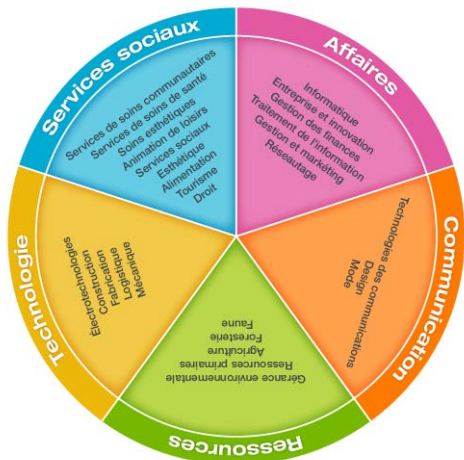 Services sociaux
Services de soins communautaires
Services de soins de santé
Soins esthétiques
Animation de loisirs
Services sociaux
Esthétique
Alimentation
Tourisme
Droit
Affaires
Informatique
Entreprise et innovation
Gestion des finances
Traitement de l'information
Gestion et markéting
Réseautage
Communication
Technologies des communications
Design
Mode
Ressources
Gérance environnementale
Ressources primaires
Agriculture
Foresterie
Faune
Technologie
Électrotechnologies
Construction
Fabrication
Logistique
Mécanique